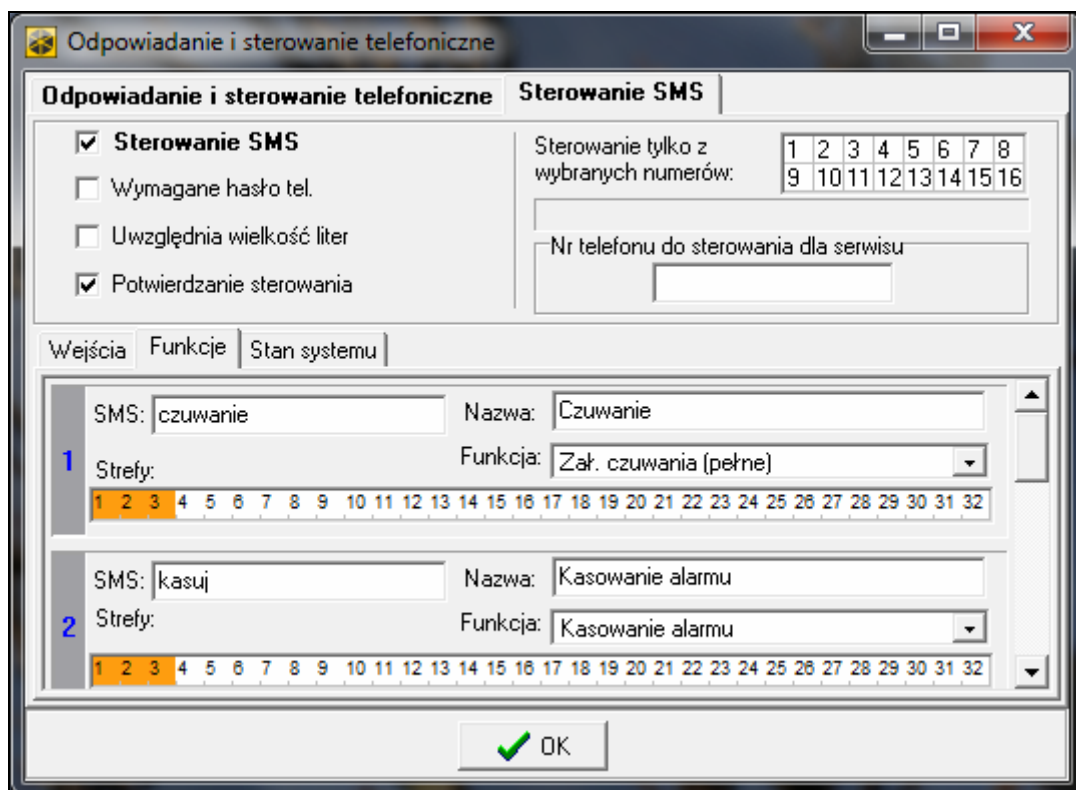 Odpowiadanie i sterowanie telefoniczne
Odpowiadanie i sterowanie telefoniczne Sterowanie SMS
Sterowanie SMS
Wymagane hasło tel.
Uwzględnia wielkość liter
Potwierdzanie sterowania
Sterowanie tylko z
wybranych numerów:
1 2 3 4 5 6 7 8
9 10 11 12 13 14 15 16
Nr telefonu do sterowania dla serwisu
Wejścia Funkcje Stan systemu
1
SMS: czuwanie Nazwa: Czuwanie
Strefy: Funkcja: Zał. czuwania (pełne)
1 2 3 4 5 6 7 8 9 10 11 12 13 14 15 16 17 18 19 20 21 22 23 24 25 26 27 28 29 30 31 32
2
SMS: kasuj Nazwa: Kasowanie alarmu
Strefy: Funkcja: Kasowanie alarmu
1 2 3 4 5 6 7 8 9 10 11 12 13 14 15 16 17 18 19 20 21 22 23 24 25 26 27 28 29 30 31 32
OK